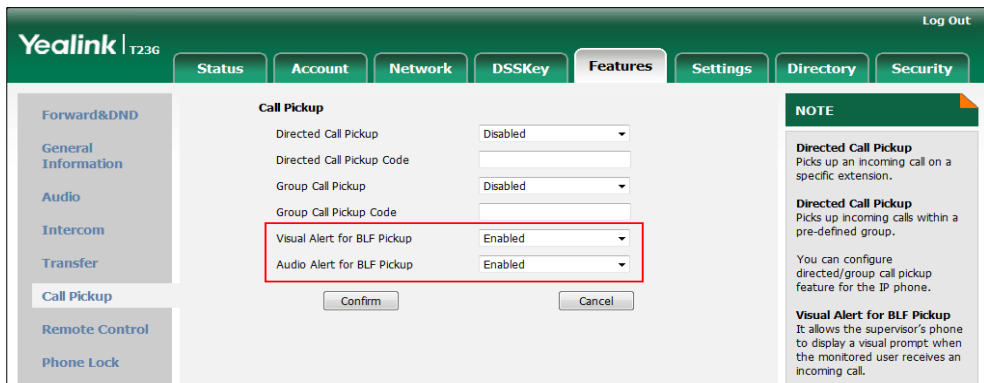 Log Out
Yealink | T23G
Status Account Network DSSKey Features Settings Directory Security
Forward&DND
General
Information
Audio
Intercom
Transfer
Call Pickup
Remote Control
Phone Lock
Call Pickup
Directed Call Pickup Disabled
Directed Call Pickup Code
Group Call Pickup Disabled
Group Call Pickup Code
Visual Alert for BLF Pickup Enabled
Audio Alert for BLF Pickup Enabled
Confirm Cancel
NOTE
Directed Call Pickup
Picks up an incoming call on a
specific extension.
Directed Call Pickup
Picks up incoming calls within a
pre-defined group.
You can configure
directed/group call pickup
feature for the IP phone.
Visual Alert for BLF Pickup
It allows the supervisor's phone
to display a visual prompt when
the monitored user receives an
incoming call.